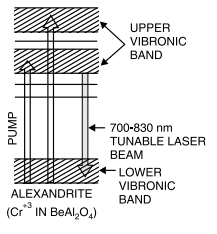 UPPER
VIBRONIC
BAND
PUMP
700•830 nm
TUNABLE LASER
BEAM
LOWER
VIBRONIC
BAND
ALEXANDRITE
(Cr+3 IN BeAl2O4)